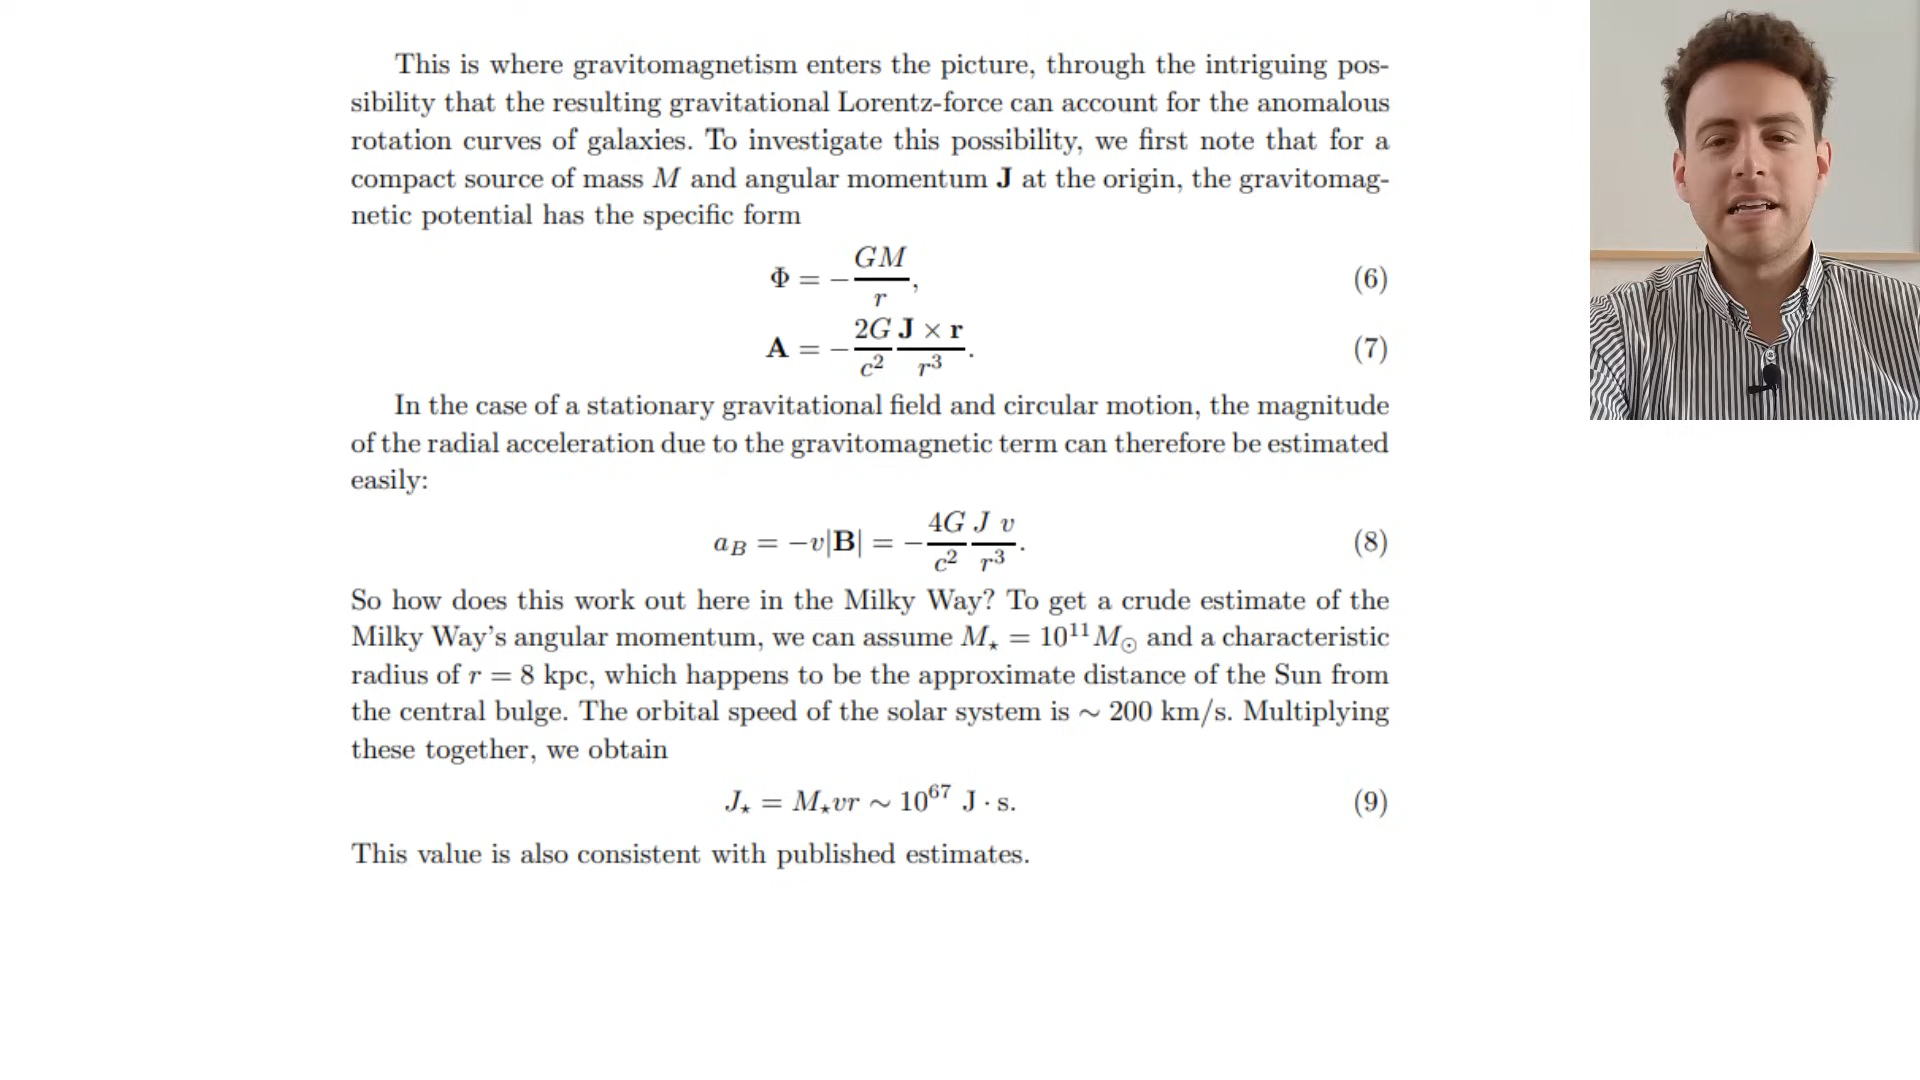 This is where gravitomagnetism enters the picture, through the intriguing pos-
sibility that the resulting gravitational Lorentz-force can account for the anomalous
rotation curves of galaxies. To investigate this possibility, we first note that for a
compact source of mass M and angular momentum J at the origin, the gravitomag-
netic potential has the specific form
Φ = −GM/r, (6)
A = −2G/c² J × r/r³. (7)
In the case of a stationary gravitational field and circular motion, the magnitude
of the radial acceleration due to the gravitomagnetic term can therefore be estimated
easily:
a_B = −v|B| = −4G/c² J v/r³. (8)
So how does this work out here in the Milky Way? To get a crude estimate of the
Milky Way's angular momentum, we can assume M⋆ = 10¹¹M⊙ and a characteristic
radius of r = 8 kpc, which happens to be the approximate distance of the Sun from
the central bulge. The orbital speed of the solar system is ∼ 200 km/s. Multiplying
these together, we obtain
J⋆ = M⋆vr ∼ 10⁶⁷ J · s. (9)
This value is also consistent with published estimates.